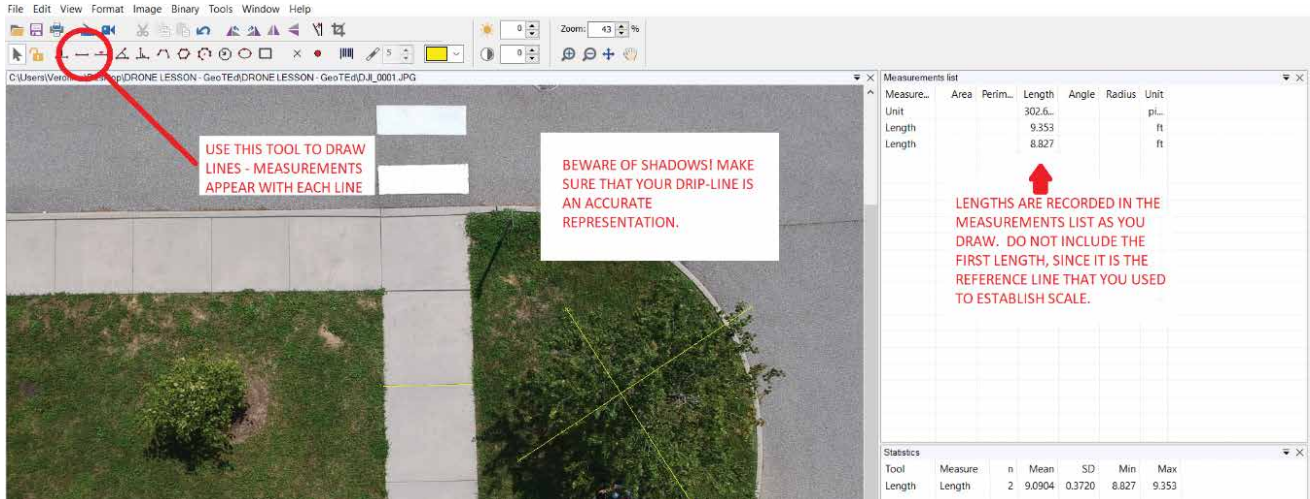 File Edit View Format Image Binary Tools Window Help
0
Zoom: 43 %
5
0
DRONE LESSON - GeoTEd\DRONE LESSON - GeoTEd\DJI_0001.JPG
Measurements list
Measure... Area Perim... Length Angle Radius Unit
Unit 302.6... pi...
Length 9.353 ft
Length 8.827 ft
USE THIS TOOL TO DRAW
LINES - MEASUREMENTS
APPEAR WITH EACH LINE
BEWARE OF SHADOWS! MAKE
SURE THAT YOUR DRIP-LINE IS
AN ACCURATE
REPRESENTATION.
LENGTHS ARE RECORDED IN THE
MEASUREMENTS LIST AS YOU
DRAW. DO NOT INCLUDE THE
FIRST LENGTH, SINCE IT IS THE
REFERENCE LINE THAT YOU USED
TO ESTABLISH SCALE.
Statistics
Tool Measure n Mean SD Min Max
Length Length 2 9.0904 0.3720 8.827 9.353